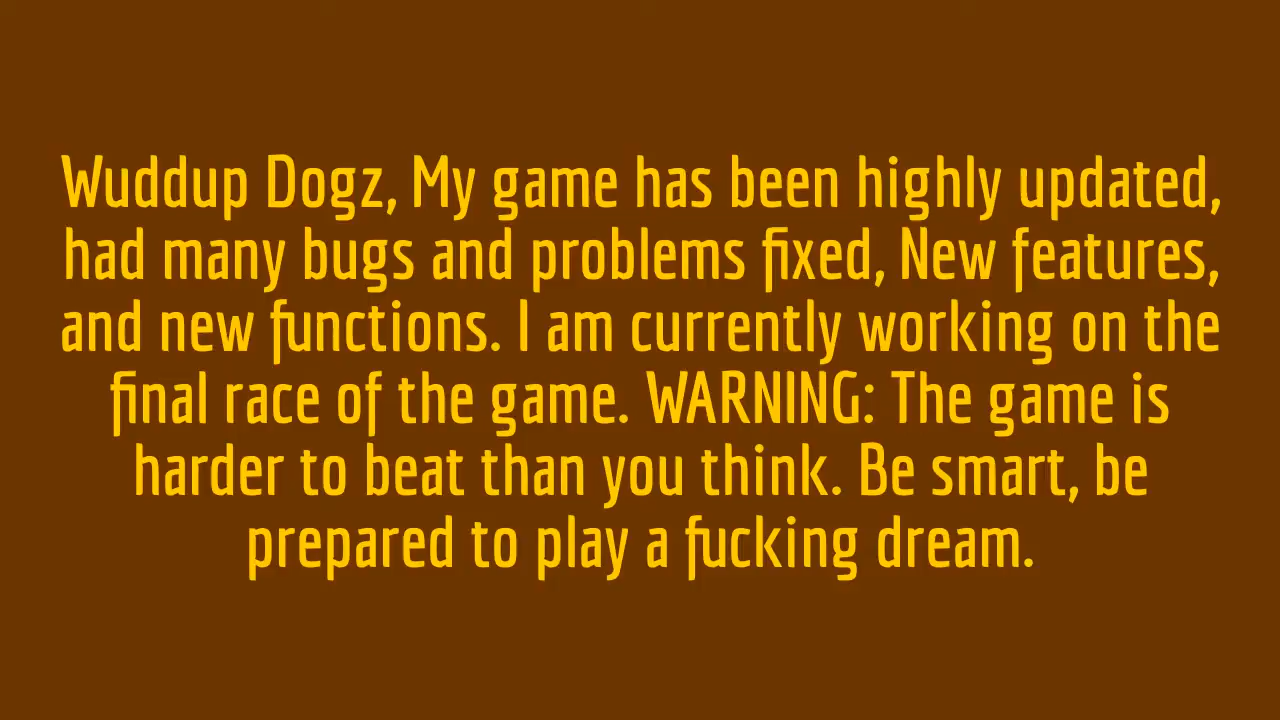 Wuddup Dogz, My game has been highly updated,
had many bugs and problems fixed, New features,
and new functions. I am currently working on the
final race of the game. WARNING: The game is
harder to beat than you think. Be smart, be
prepared to play a fucking dream.